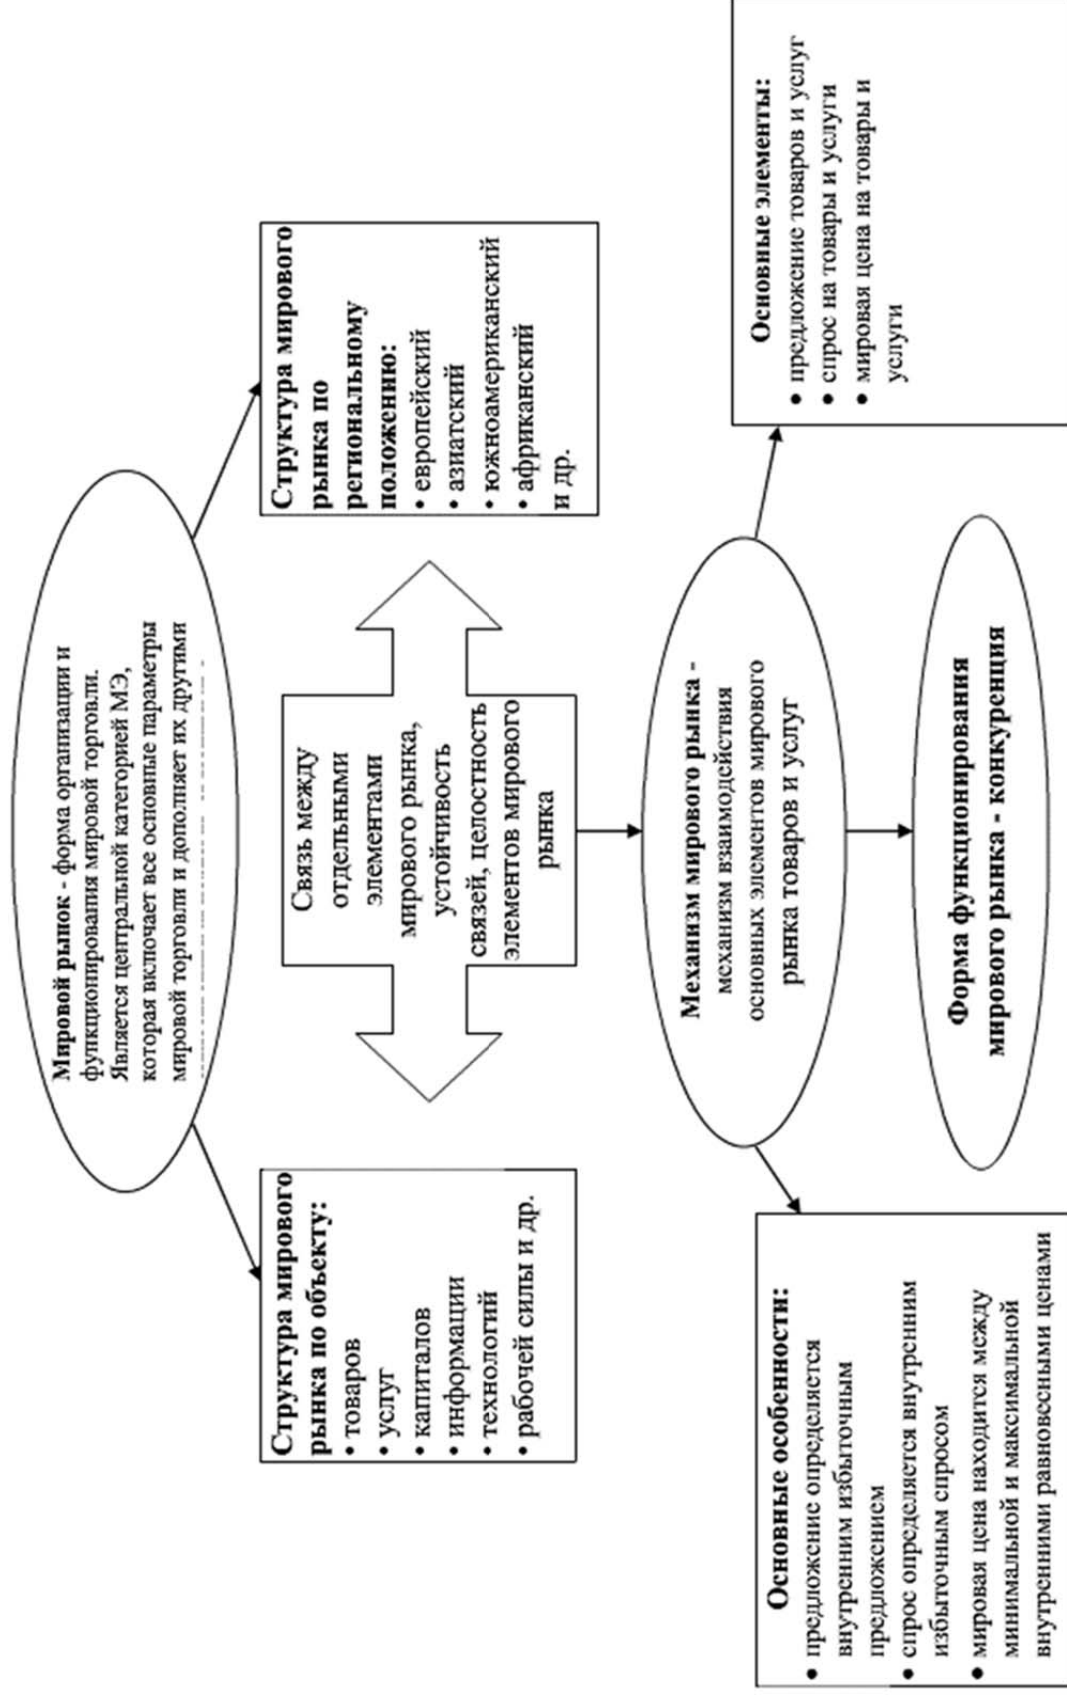 Мировой рынок - форма организации и
функционирования мировой торговли.
Является центральной категорией МЭ,
которая включает все основные параметры
мировой торговли и дополняет их другими
Структура мирового
рынка по объекту:
• товаров
• услуг
• капиталов
• информации
• технологий
• рабочей силы и др.
Связь между
отдельными
элементами
мирового рынка,
устойчивость
связей, целостность
элементов мирового
рынка
Структура мирового
рынка по
региональному
положению:
• европейский
• азиатский
• южноамериканский
• африканский
и др.
Механизм мирового рынка -
механизм взаимодействия
основных элементов мирового
рынка товаров и услуг
Основные особенности:
• предложение определяется
внутренним избыточным
предложением
• спрос определяется внутренним
избыточным спросом
• мировая цена находится между
минимальной и максимальной
внутренними равновесными ценами
Форма функционирования
мирового рынка - конкуренция
Основные элементы:
• предложение товаров и услуг
• спрос на товары и услуги
• мировая цена на товары и
услуги